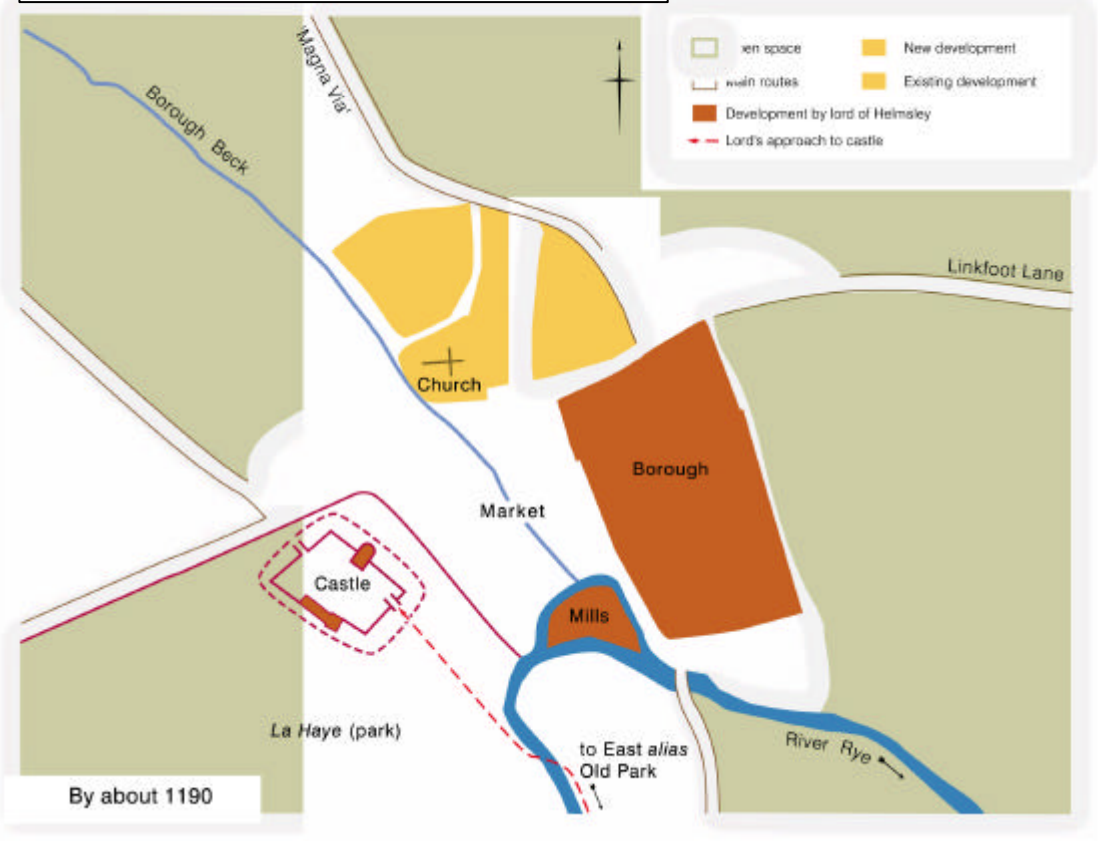 'Magna Via'
Borough Beck
space
New development
routes
Existing development
Development by lord of Helmsley
Lord's approach to castle
Linkfoot Lane
Church
Borough
Market
Castle
Mills
La Haye (park)
to East alias
Old Park
River Rye
By about 1190